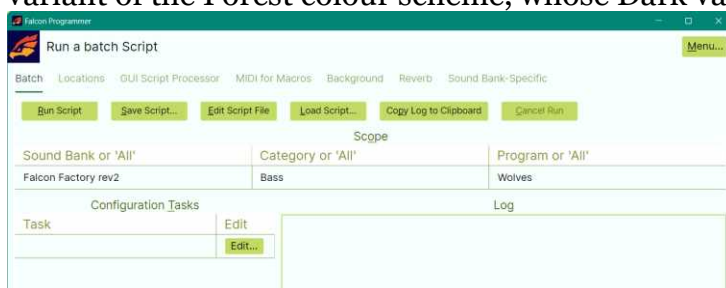 variant of the Forest colour scheme, whose Dark va
Falcon Programmer
Run a batch Script
Menu...
Batch Locations GUI Script Processor MIDI for Macros Background Reverb Sound Bank-Specific
Run Script Save Script... Edit Script File Load Script... Copy Log to Clipboard Cancel Run
Scope
Sound Bank or 'All' Category or 'All' Program or 'All'
Falcon Factory rev2 Bass Wolves
Configuration Tasks Log
Task Edit
Edit...